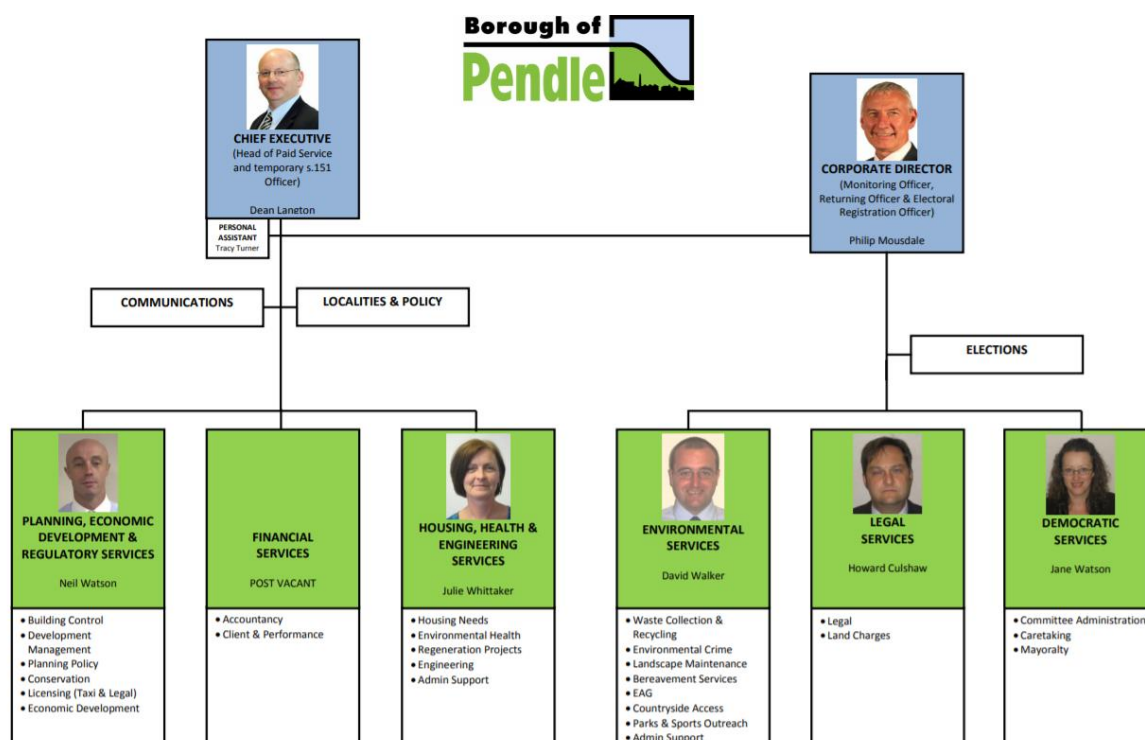 Borough of
Pendle
CHIEF EXECUTIVE
(Head of Paid Service
and temporary s.151
Officer)
Dean Langton
PERSONAL
ASSISTANT
Tracy Turner
CORPORATE DIRECTOR
(Monitoring Officer,
Returning Officer & Electoral
Registration Officer)
Philip Mousdale
COMMUNICATIONS
LOCALITIES & POLICY
ELECTIONS
PLANNING, ECONOMIC
DEVELOPMENT &
REGULATORY SERVICES
Neil Watson
• Building Control
• Development
Management
• Planning Policy
• Conservation
• Licensing (Taxi & Legal)
• Economic Development
FINANCIAL
SERVICES
POST VACANT
• Accountancy
• Client & Performance
HOUSING, HEALTH &
ENGINEERING
SERVICES
Julie Whittaker
• Housing Needs
• Environmental Health
• Regeneration Projects
• Engineering
• Admin Support
ENVIRONMENTAL
SERVICES
David Walker
• Waste Collection &
Recycling
• Environmental Crime
• Landscape Maintenance
• Bereavement Services
• EAG
• Countryside Access
• Parks & Sports Outreach
• Admin Support
LEGAL
SERVICES
Howard Culshaw
• Legal
• Land Charges
DEMOCRATIC
SERVICES
Jane Watson
• Committee Administration
• Caretaking
• Mayoralty